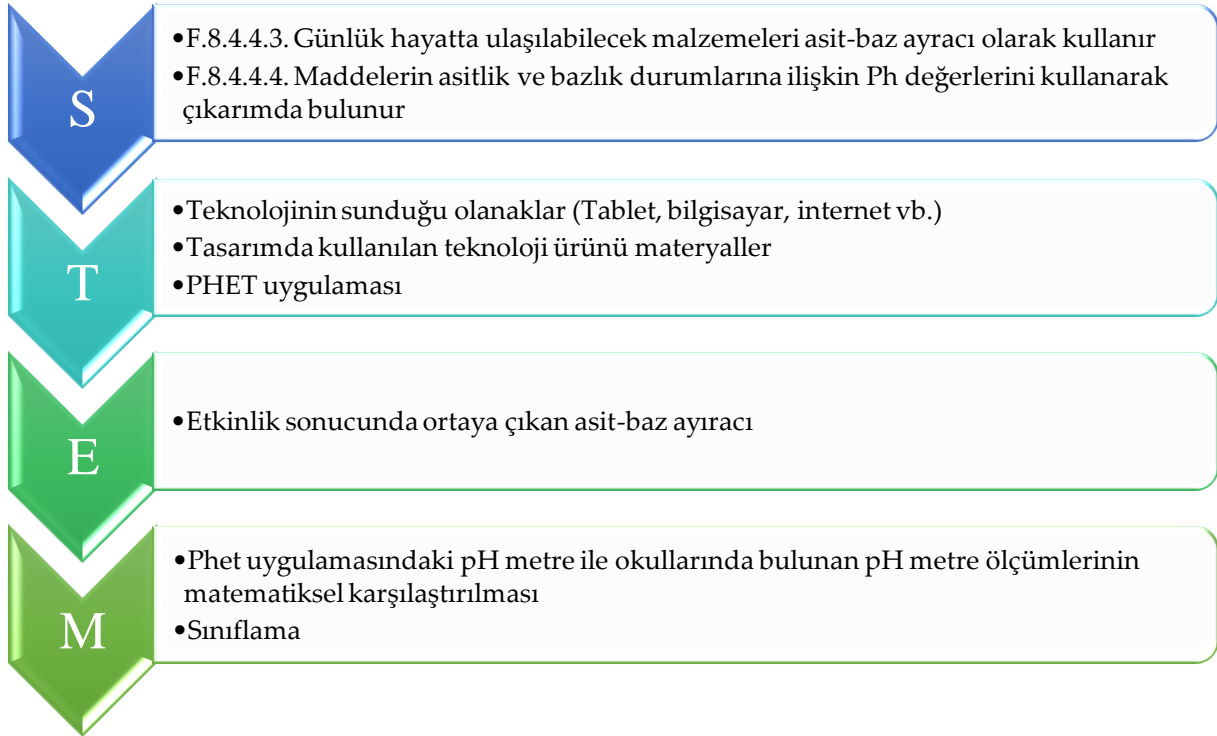 S
•F.8.4.4.3. Günlük hayatta ulaşılabilecek malzemeleri asit-baz ayracı olarak kullanır
•F.8.4.4.4. Maddelerin asitlik ve bazlık durumlarına ilişkin Ph değerlerini kullanarak
çıkarımda bulunur
T
•Teknolojinin sunduğu olanaklar (Tablet, bilgisayar, internet vb.)
•Tasarımda kullanılan teknoloji ürünü materyaller
•PHET uygulaması
E
•Etkinlik sonucunda ortaya çıkan asit-baz ayıracı
M
•Phet uygulamasındaki pH metre ile okullarında bulunan pH metre ölçümlerinin
matematiksel karşılaştırılması
•Sınıflama